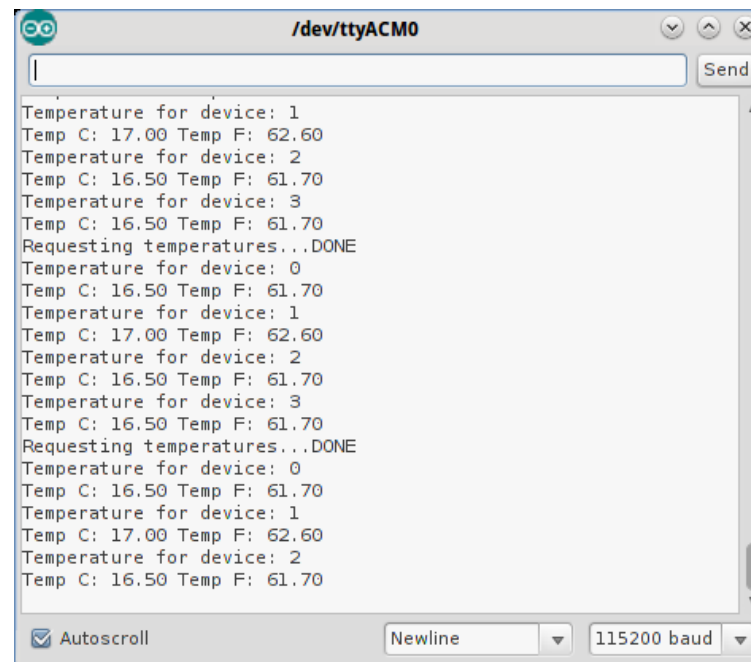 /dev/ttyACM0
Send
Temperature for device: 1
Temp C: 17.00 Temp F: 62.60
Temperature for device: 2
Temp C: 16.50 Temp F: 61.70
Temperature for device: 3
Temp C: 16.50 Temp F: 61.70
Requesting temperatures...DONE
Temperature for device: 0
Temp C: 16.50 Temp F: 61.70
Temperature for device: 1
Temp C: 17.00 Temp F: 62.60
Temperature for device: 2
Temp C: 16.50 Temp F: 61.70
Temperature for device: 3
Temp C: 16.50 Temp F: 61.70
Requesting temperatures...DONE
Temperature for device: 0
Temp C: 16.50 Temp F: 61.70
Temperature for device: 1
Temp C: 17.00 Temp F: 62.60
Temperature for device: 2
Temp C: 16.50 Temp F: 61.70
Autoscroll Newline 115200 baud